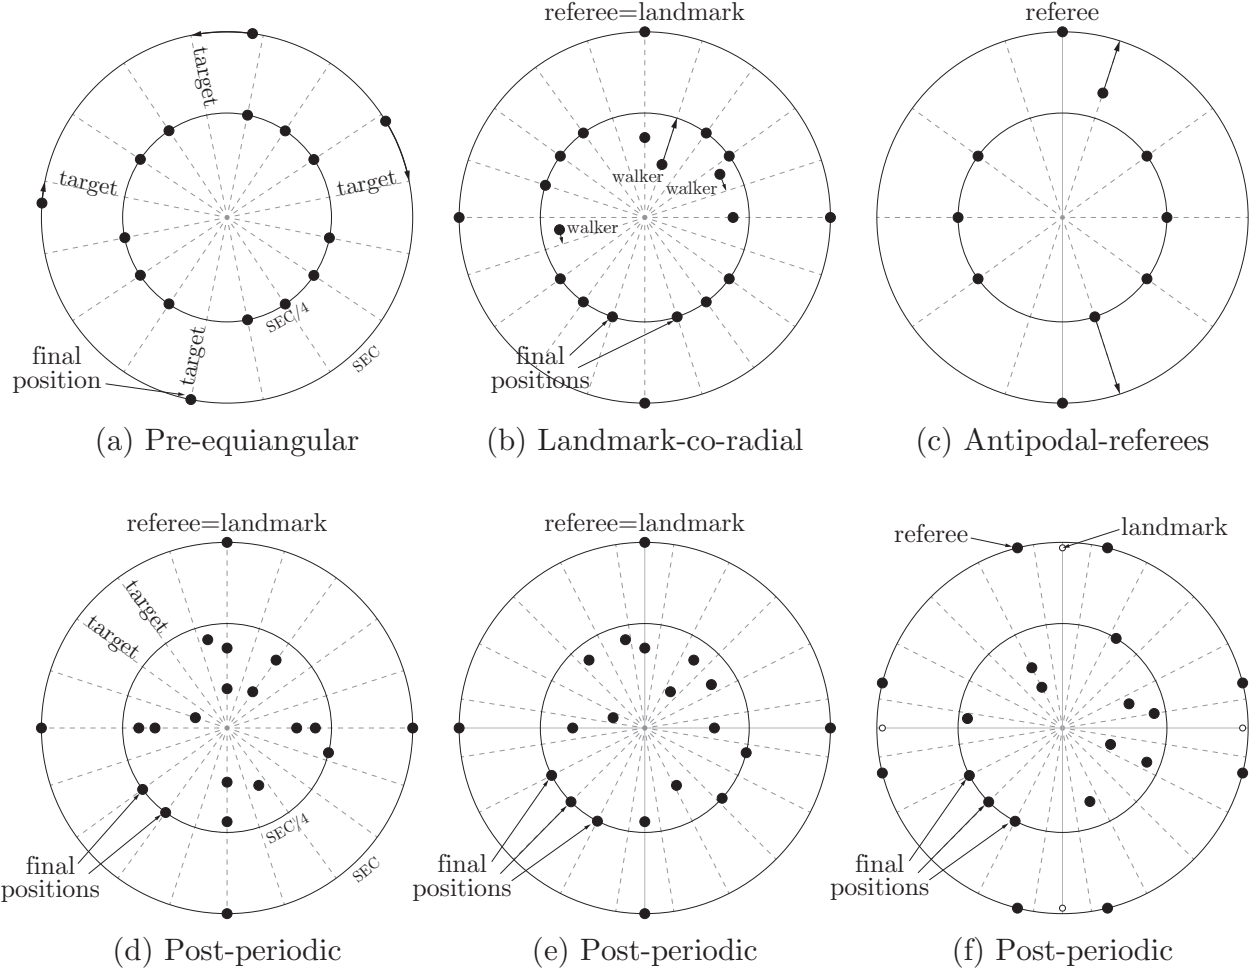 referee=landmark
referee
target
target
target
target
walker
walker
walker
SEC/4
SEC
final
position
final
positions
(a) Pre-equiangular
(b) Landmark-co-radial
(c) Antipodal-referees
referee=landmark
referee=landmark
referee
landmark
target
target
SEC/4
SEC
final
positions
final
positions
final
positions
(d) Post-periodic
(e) Post-periodic
(f) Post-periodic